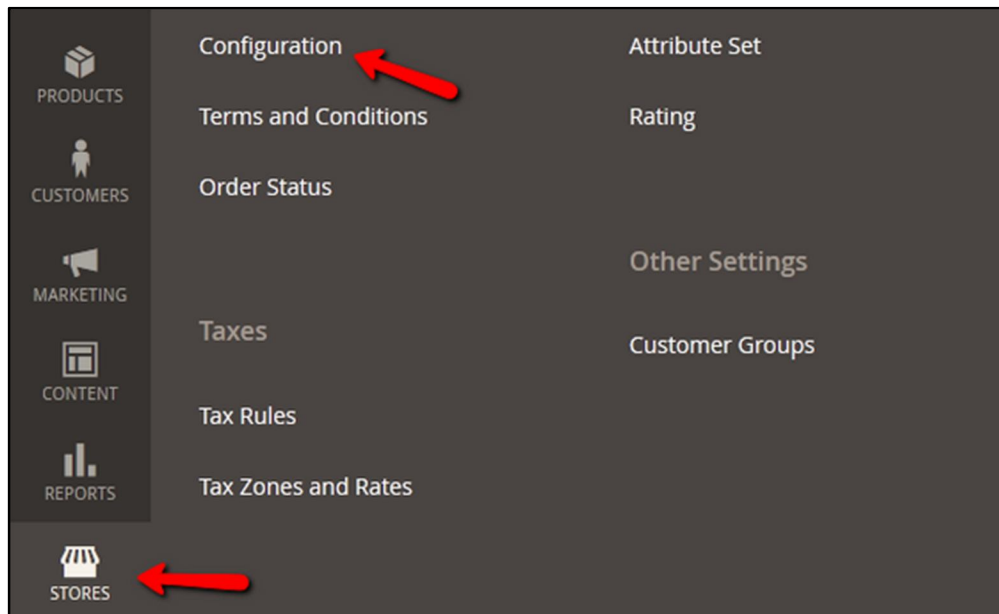 PRODUCTS
CUSTOMERS
MARKETING
CONTENT
REPORTS
STORES
Configuration
Terms and Conditions
Order Status
Taxes
Tax Rules
Tax Zones and Rates
Attribute Set
Rating
Other Settings
Customer Groups